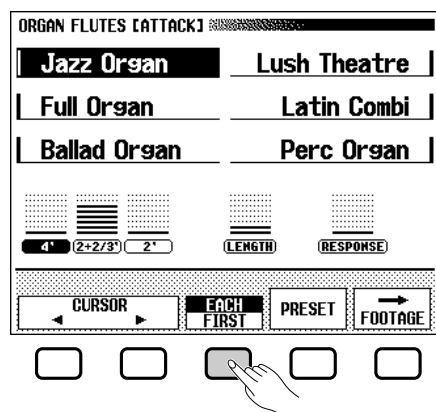 ORGAN FLUTES [ATTACK]
Jazz Organ Lush Theatre
Full Organ Latin Combi
Ballad Organ Perc Organ
4' 2+2/3' 2' LENGTH RESPONSE
CURSOR EACH PRESET
FIRST FOOTAGE